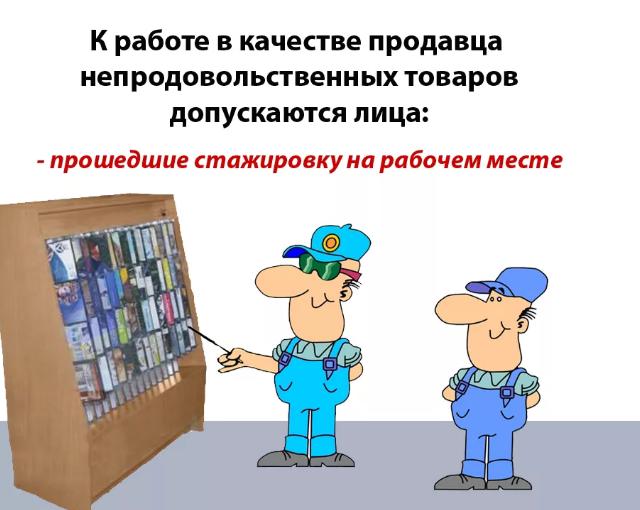 К работе в качестве продавца
непродовольственных товаров
допускаются лица:
- прошедшие стажировку на рабочем месте